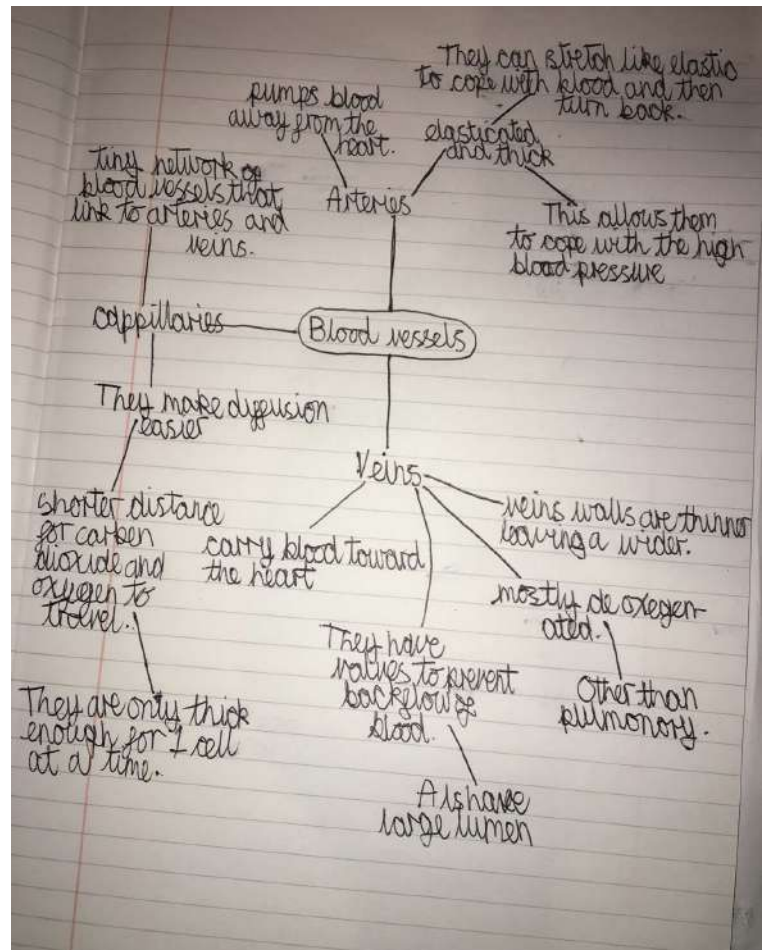 They can stretch like elastic
to cope with blood and then
turn back.
pumps blood
away from the
heart.
elasticated
and thick
tiny network of
blood vessels that
link to arteries and
veins.
Arteries
This allows them
to cope with the high
blood pressure
cappillaries
Blood vessels
They make diffusion
easier
Veins
shorter distance
for carben
dioxide and
oxygen to
travel.
carry blood toward
the heart
veins walls are thinner
leaving a wider.
mostly de oxegen-
ated.
They have
valves to prevent
backflow of
blood.
Other than
pulmonory.
They are only thick
enough for 1 cell
at a time.
large lumen